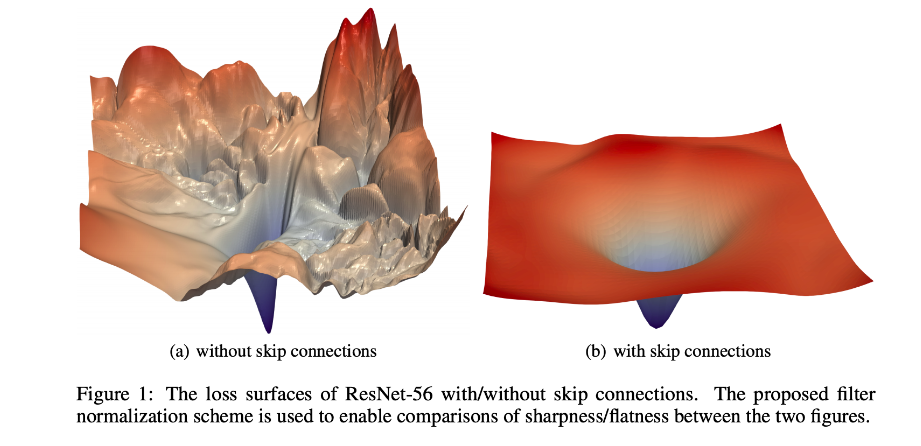 (a) without skip connections
(b) with skip connections
Figure 1: The loss surfaces of ResNet-56 with/without skip connections. The proposed filter
normalization scheme is used to enable comparisons of sharpness/flatness between the two figures.